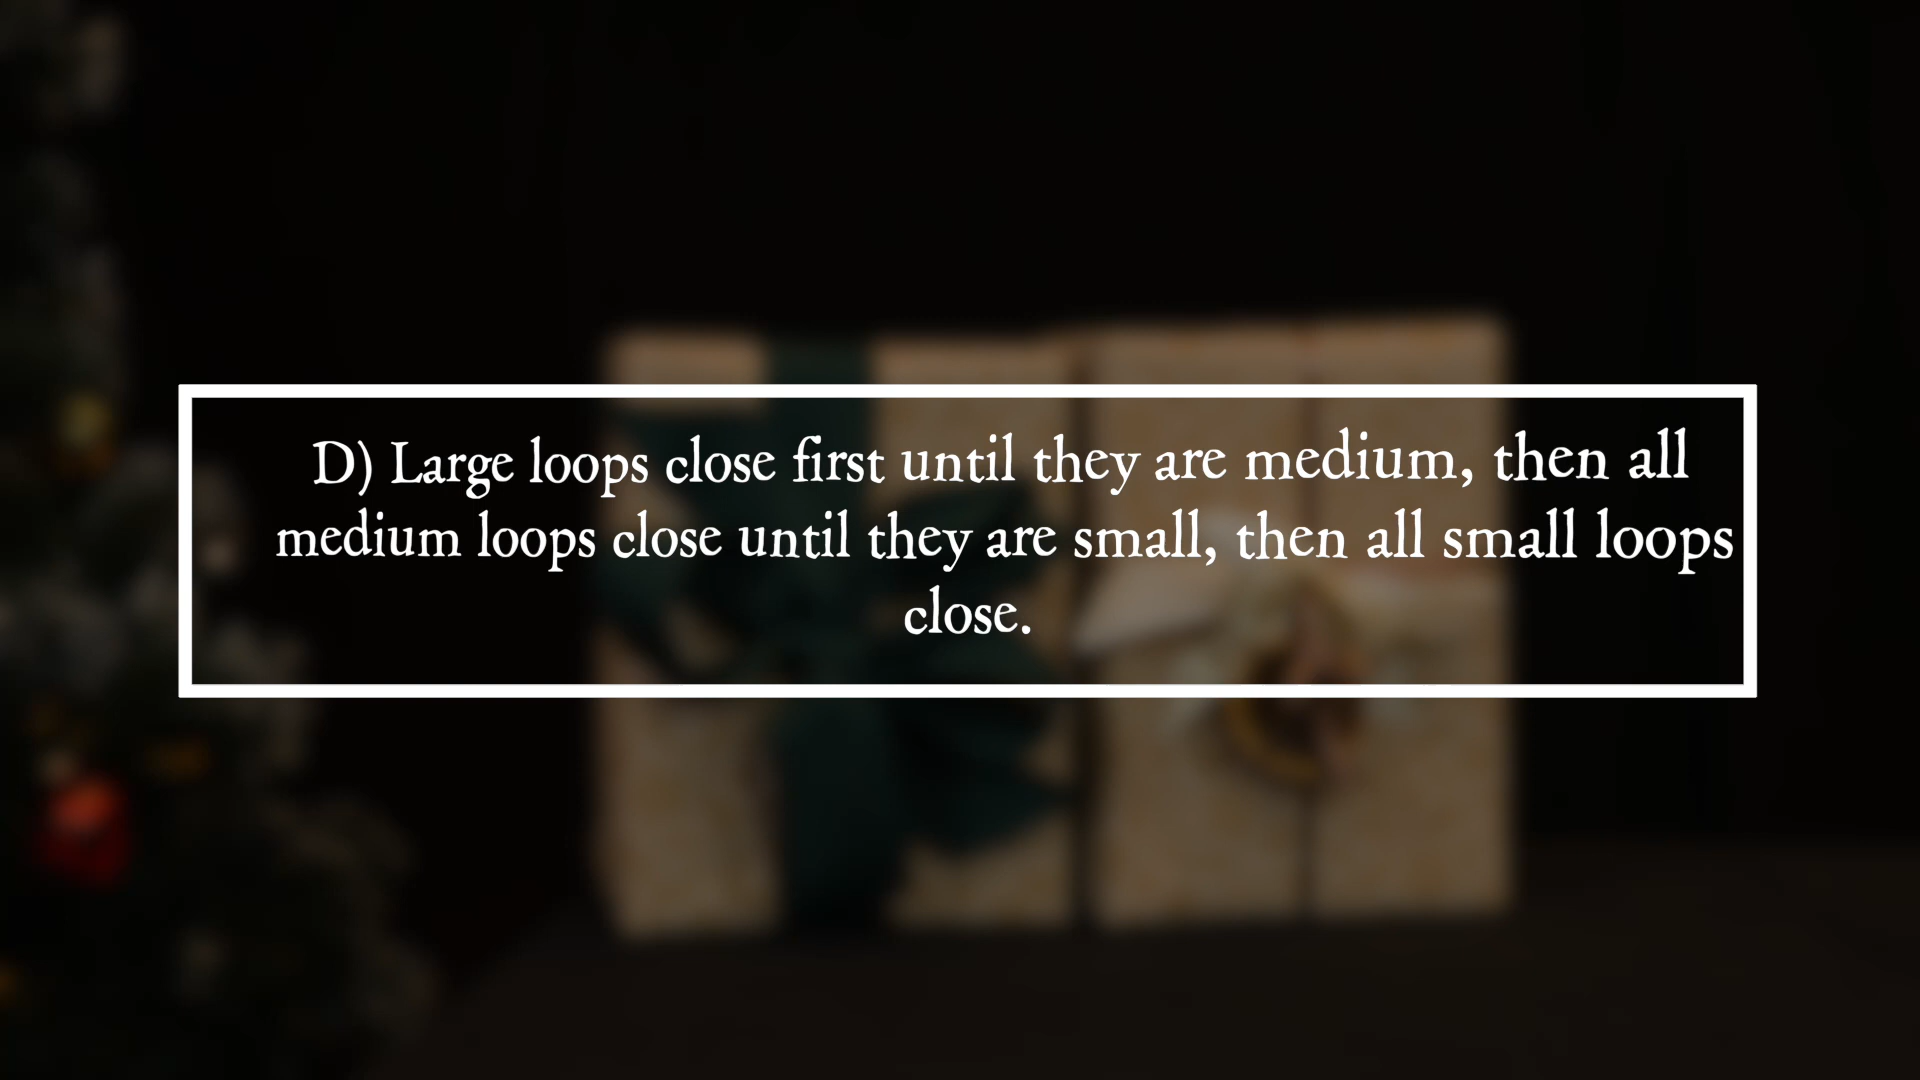 D) Large loops close first until they are medium, then all
medium loops close until they are small, then all small loops
close.